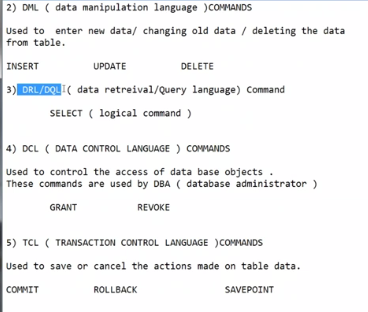 2) DML ( data manipulation language )COMMANDS
Used to  enter new data/ changing old data / deleting the data
from table.
INSERT          UPDATE          DELETE
3) DRL/DQL ( data retreival/Query language) Command
SELECT ( logical command )
4) DCL ( DATA CONTROL LANGUAGE ) COMMANDS
Used to control the access of data base objects .
These commands are used by DBA ( database administrator )
GRANT          REVOKE
5) TCL ( TRANSACTION CONTROL LANGUAGE )COMMANDS
Used to save or cancel the actions made on table data.
COMMIT          ROLLBACK          SAVEPOINT